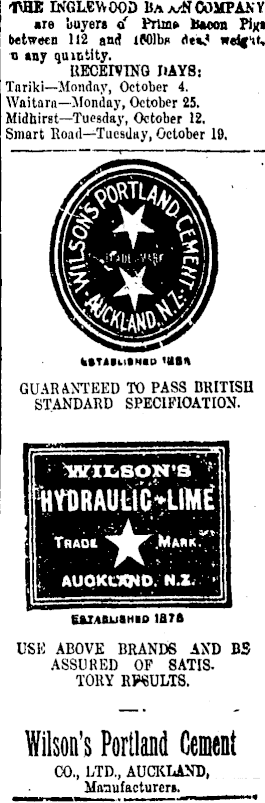 THE INGLEWOOD BACON COMPANY
are buyers of Prime Bacon Pigs
between 112 and 160lbs dead weight,
in any quantity.
RECEIVING DAYS:
Tariki—Monday, October 4.
Waitara—Monday, October 25.
Midhirst—Tuesday, October 12.
Smart Road—Tuesday, October 19.
WILSON'S PORTLAND CEMENT
TRADE MARK
AUCKLAND, N.Z.
ESTABLISHED
GUARANTEED TO PASS BRITISH
STANDARD SPECIFICATION.
WILSON'S
HYDRAULIC-LIME
TRADE MARK
AUCKLAND, N.Z.
ESTABLISHED 1878
USE ABOVE BRANDS AND BE
ASSURED OF SATIS-
TORY RESULTS.
Wilson's Portland Cement
CO., LTD., AUCKLAND,
Manufacturers.